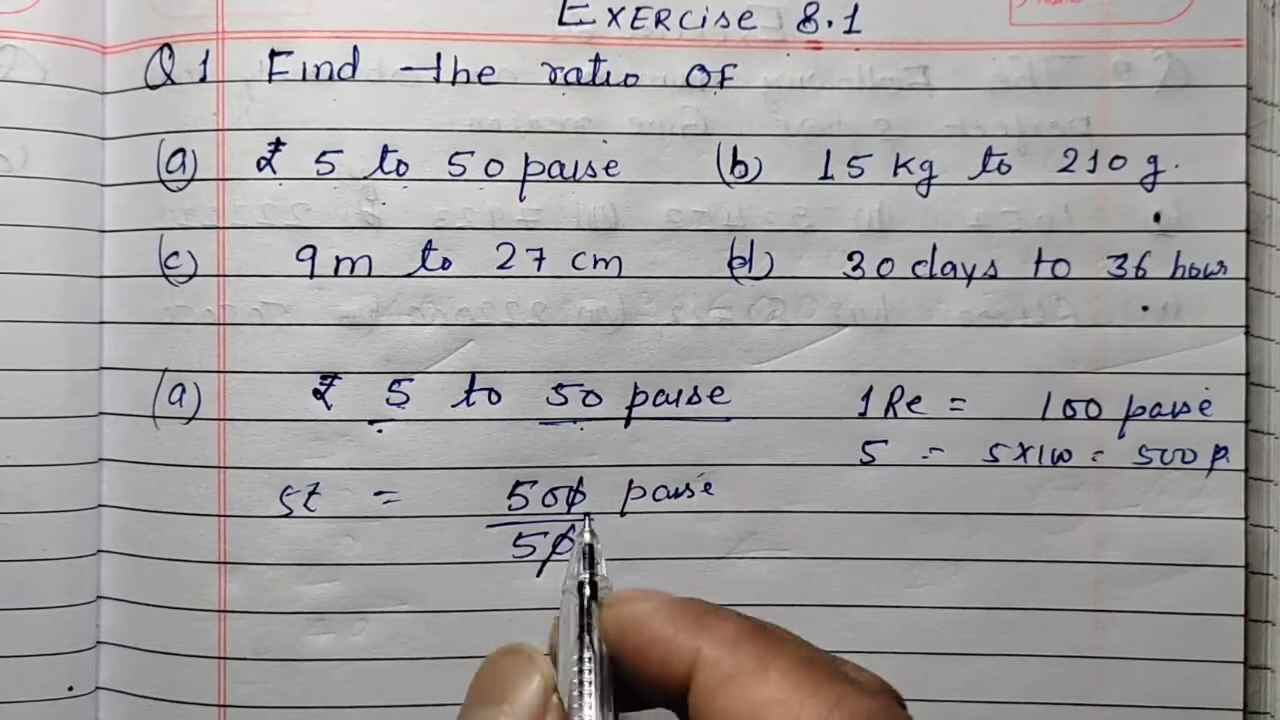 Exercise 8.1
Q1 Find the ratio of
(a) ₹ 5 to 50 paise (b) 15 kg to 210 g.
(c) 9 m to 27 cm (d) 30 days to 36 hour
(a) ₹ 5 to 50 paise 1 Re = 100 paise
5 = 5×100 = 500 p.
= 500 paise
50